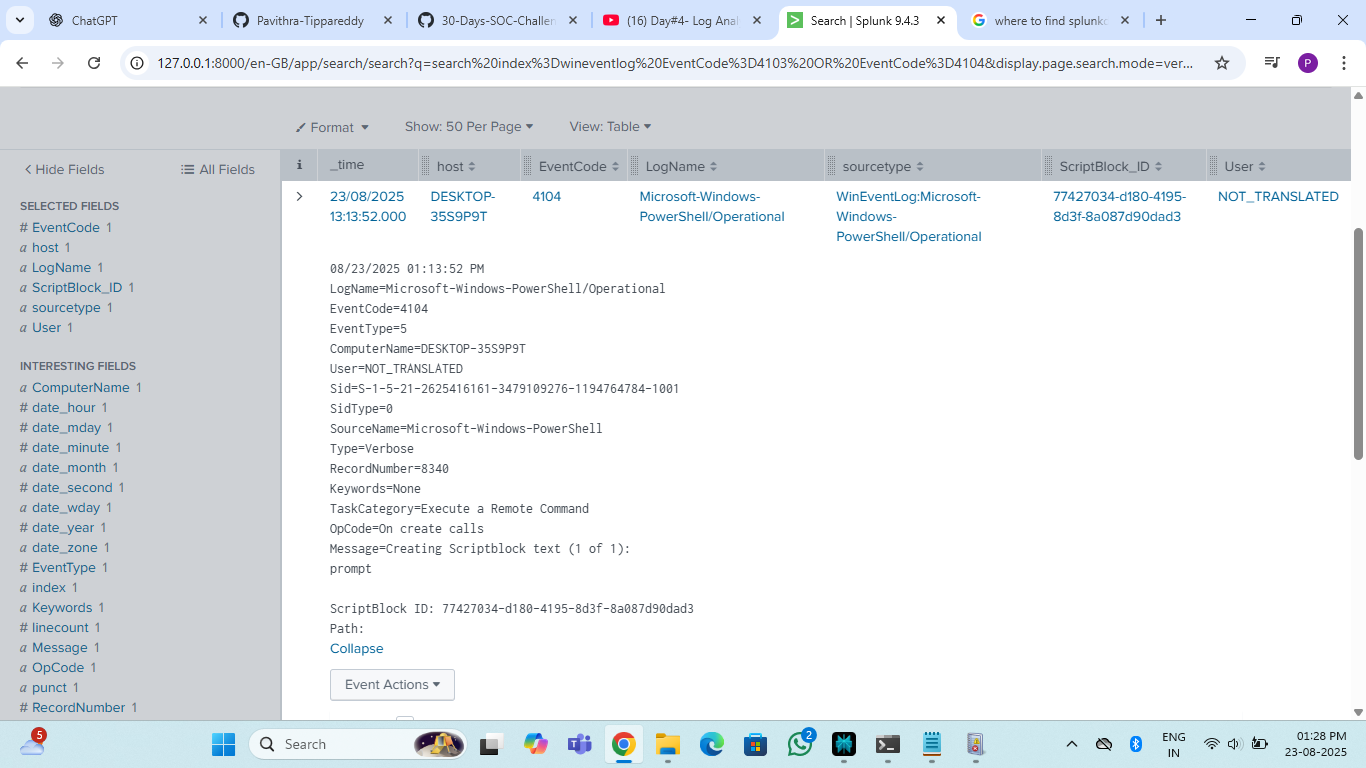 ChatGPT
Pavithra-Tippareddy
30-Days-SOC-Challen
(16) Day#4- Log Anal
Search | Splunk 9.4.3
where to find splunkd
127.0.0.1:8000/en-GB/app/search/search?q=search%20index%3Dwineventlog%20EventCode%3D4103%20OR%20EventCode%3D4104&display.page.search.mode=ver...
P
Format
Show: 50 Per Page
View: Table
Hide Fields
All Fields
SELECTED FIELDS
# EventCode 1
a host 1
a LogName 1
a ScriptBlock_ID 1
a sourcetype 1
a User 1
INTERESTING FIELDS
a ComputerName 1
# date_hour 1
# date_mday 1
# date_minute 1
a date_month 1
# date_second 1
a date_wday 1
# date_year 1
a date_zone 1
# EventType 1
a index 1
a Keywords 1
# linecount 1
a Message 1
a OpCode 1
a punct 1
# RecordNumber 1
i _time host EventCode LogName sourcetype ScriptBlock_ID User
23/08/2025 DESKTOP- 4104 Microsoft-Windows- WinEventLog:Microsoft- 77427034-d180-4195- NOT_TRANSLATED
13:13:52.000 35S9P9T PowerShell/Operational Windows- 8d3f-8a087d90dad3
PowerShell/Operational
08/23/2025 01:13:52 PM
LogName=Microsoft-Windows-PowerShell/Operational
EventCode=4104
EventType=5
ComputerName=DESKTOP-35S9P9T
User=NOT_TRANSLATED
Sid=S-1-5-21-2625416161-3479109276-1194764784-1001
SidType=0
SourceName=Microsoft-Windows-PowerShell
Type=Verbose
RecordNumber=8340
Keywords=None
TaskCategory=Execute a Remote Command
OpCode=On create calls
Message=Creating Scriptblock text (1 of 1):
prompt
ScriptBlock ID: 77427034-d180-4195-8d3f-8a087d90dad3
Path:
Collapse
Event Actions
5
Search
2
ENG
IN
01:28 PM
23-08-2025